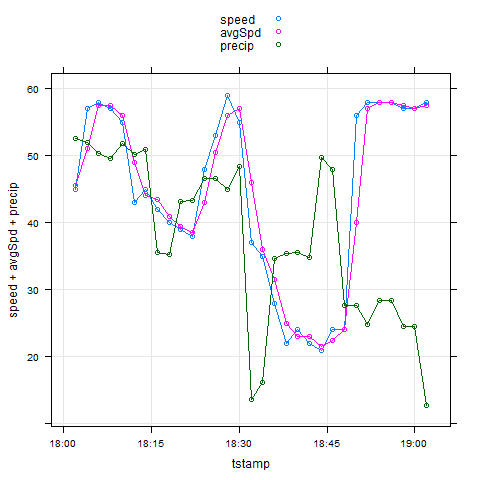 speed
avgSpd
precip
60
50
40
30
20
speed + avgSpd + precip
18:00 18:15 18:30 18:45 19:00
tstamp